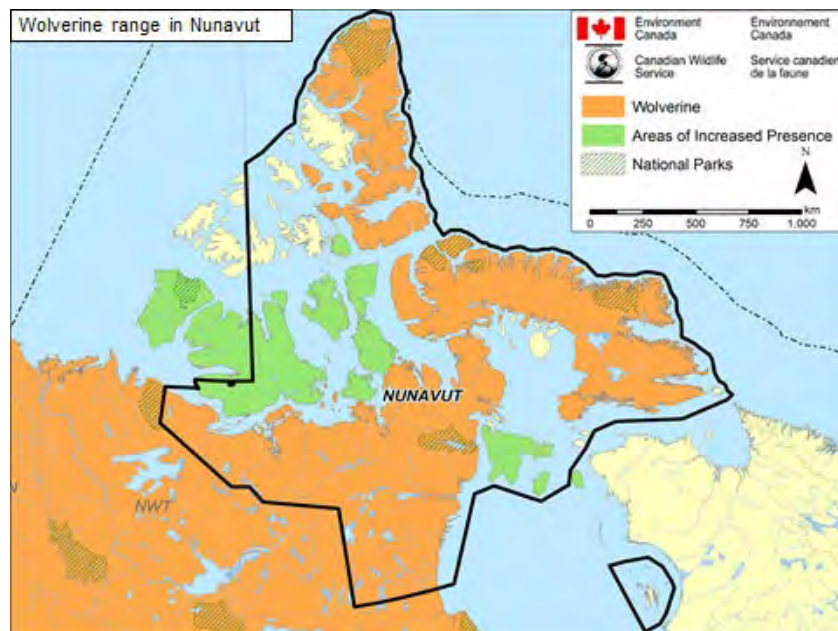 Wolverine range in Nunavut
Environment Canada
Environnement Canada
Canadian Wildlife Service
Service canadien de la faune
Wolverine
Areas of Increased Presence
National Parks
N
km
0 250 500 750 1,000
NUNAVUT
NWT